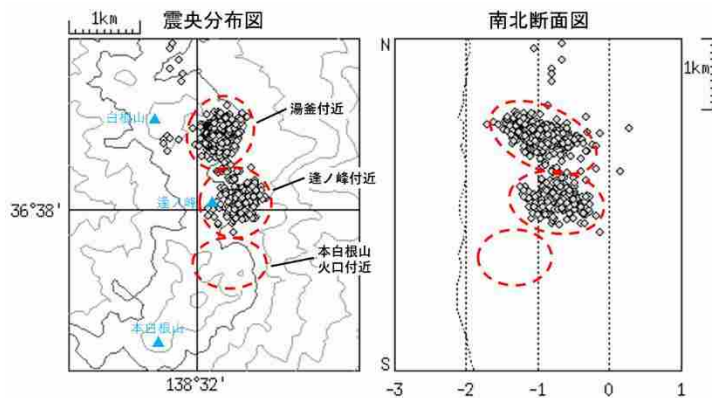 1km
震央分布図
南北断面図
N
1km
白根山
湯釜付近
逢ノ峰
逢ノ峰付近
36°38'
本白根山
火口付近
本白根山
S
138°32'
-3
-2
-1
0
1